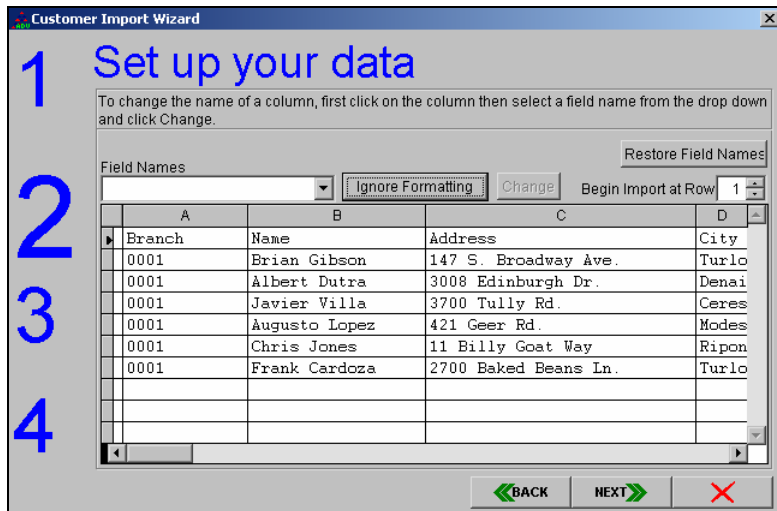 Customer Import Wizard
1 Set up your data
To change the name of a column, first click on the column then select a field name from the drop down
and click Change.
Restore Field Names
Field Names
Ignore Formatting Change Begin Import at Row 1
2
A B C D
Branch Name Address City
0001 Brian Gibson 147 S. Broadway Ave. Turlo
0001 Albert Dutra 3008 Edinburgh Dr. Denai
0001 Javier Villa 3700 Tully Rd. Ceres
3
0001 Augusto Lopez 421 Geer Rd. Modes
0001 Chris Jones 11 Billy Goat Way Ripon
0001 Frank Cardoza 2700 Baked Beans Ln. Turlo
4
BACK NEXT